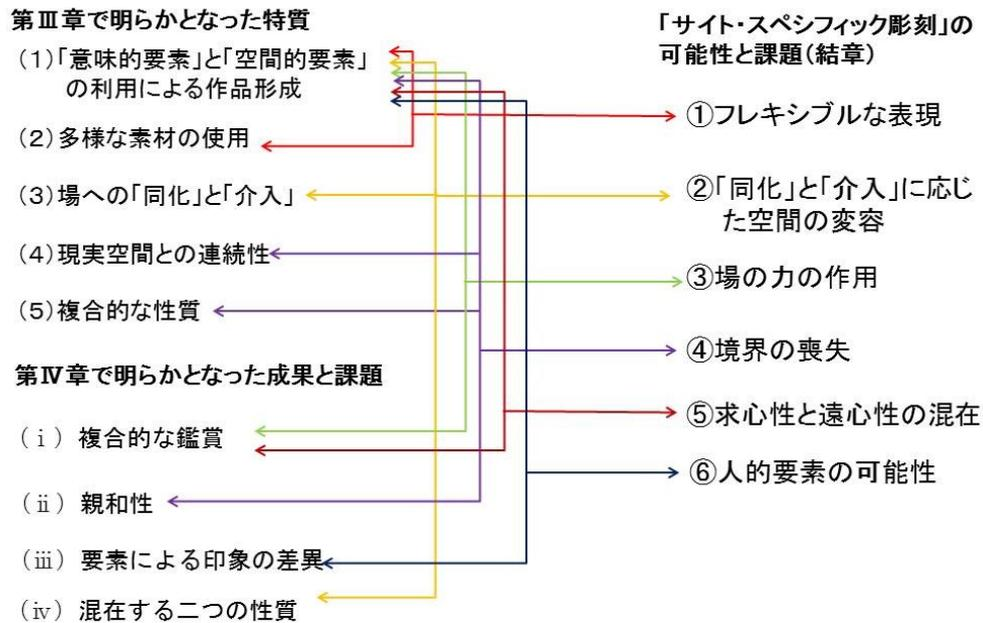 第Ⅲ章で明らかとなった特質
(1)「意味的要素」と「空間的要素」
の利用による作品形成
(2)多様な素材の使用
(3)場への「同化」と「介入」
(4)現実空間との連続性
(5)複合的な性質
第Ⅳ章で明らかとなった成果と課題
(ⅰ) 複合的な鑑賞
(ⅱ) 親和性
(ⅲ) 要素による印象の差異
(ⅳ) 混在する二つの性質
「サイト・スペシフィック彫刻」の
可能性と課題(結章)
①フレキシブルな表現
②「同化」と「介入」に応じ
た空間の変容
③場の力の作用
④境界の喪失
⑤求心性と遠心性の混在
⑥人的要素の可能性